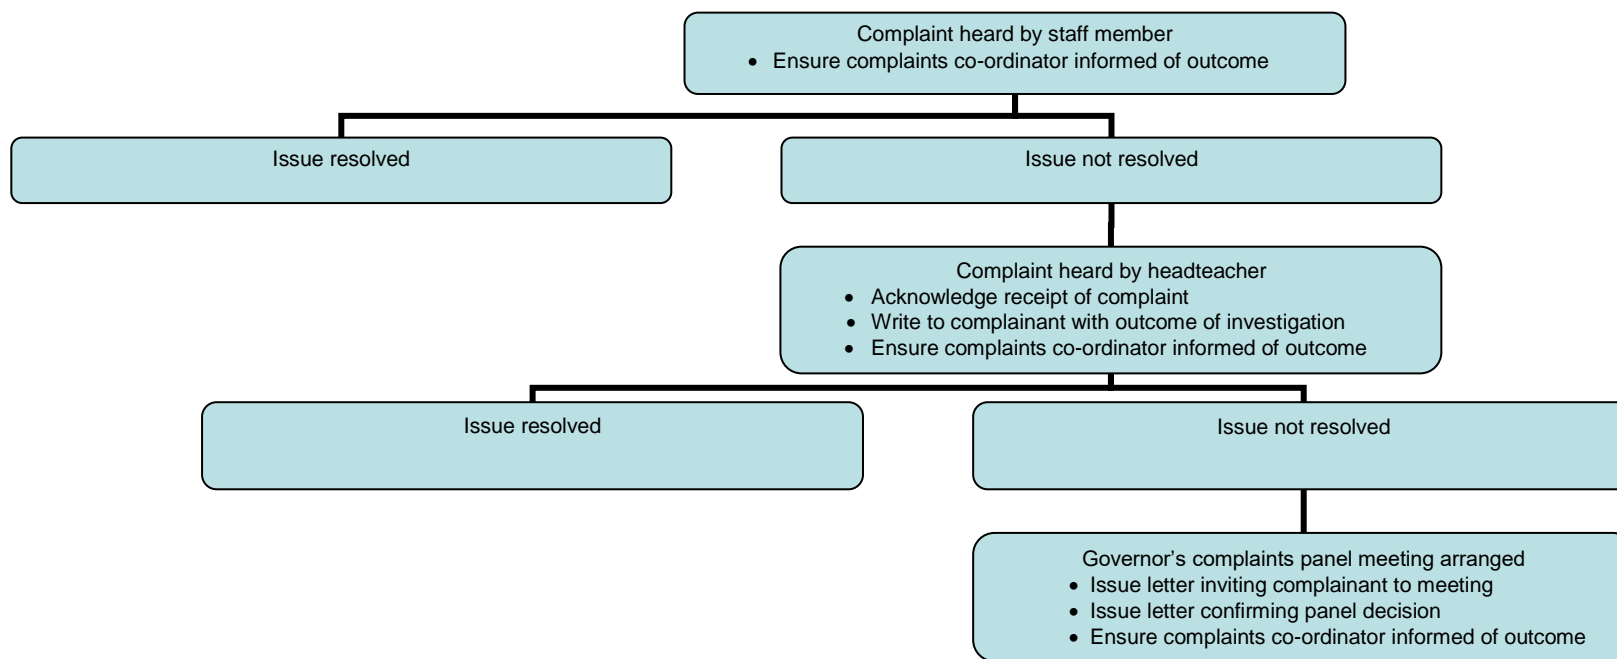 Complaint heard by staff member
• Ensure complaints co-ordinator informed of outcome
Issue resolved
Issue not resolved
Complaint heard by headteacher
• Acknowledge receipt of complaint
• Write to complainant with outcome of investigation
• Ensure complaints co-ordinator informed of outcome
Issue resolved
Issue not resolved
Governor’s complaints panel meeting arranged
• Issue letter inviting complainant to meeting
• Issue letter confirming panel decision
• Ensure complaints co-ordinator informed of outcome